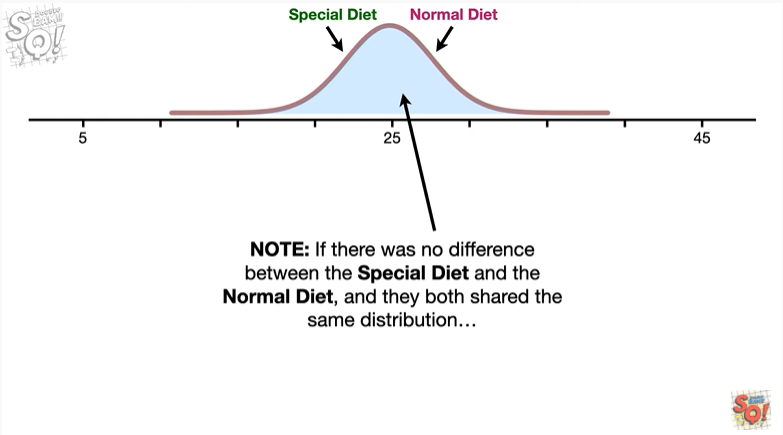 Special Diet Normal Diet
5 25 45
NOTE: If there was no difference
between the Special Diet and the
Normal Diet, and they both shared the
same distribution…
SQ!